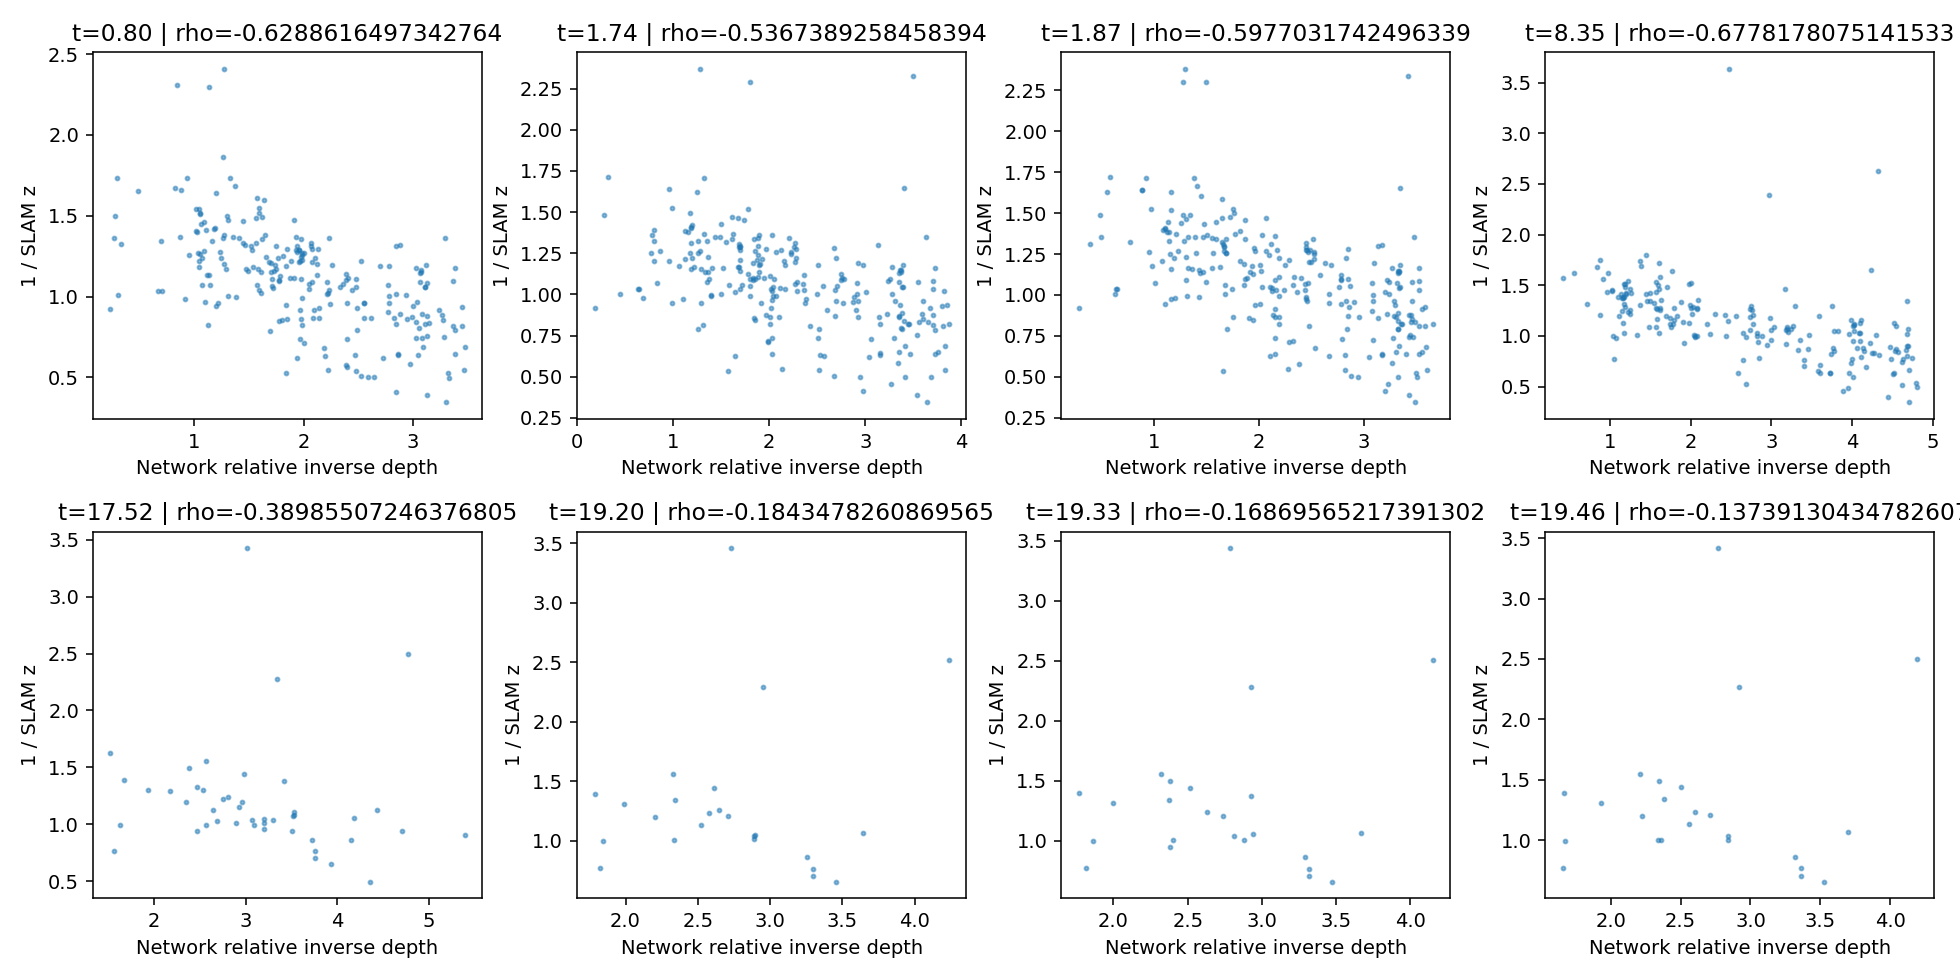 t=0.80 | rho=-0.6288616497342764
t=1.74 | rho=-0.5367389258458394
t=1.87 | rho=-0.5977031742496339
t=8.35 | rho=-0.6778178075141533
1 / SLAM z
2.5
2.0
1.5
1.0
0.5
1 2 3
Network relative inverse depth
1 / SLAM z
2.25
2.00
1.75
1.50
1.25
1.00
0.75
0.50
0.25
0 1 2 3 4
Network relative inverse depth
1 / SLAM z
2.25
2.00
1.75
1.50
1.25
1.00
0.75
0.50
0.25
1 2 3
Network relative inverse depth
1 / SLAM z
3.5
3.0
2.5
2.0
1.5
1.0
0.5
1 2 3 4 5
Network relative inverse depth
t=17.52 | rho=-0.38985507246376805
t=19.20 | rho=-0.1843478260869565
t=19.33 | rho=-0.16869565217391302
t=19.46 | rho=-0.1373913043478260
1 / SLAM z
3.5
3.0
2.5
2.0
1.5
1.0
0.5
2 3 4 5
Network relative inverse depth
1 / SLAM z
3.5
3.0
2.5
2.0
1.5
1.0
2.0 2.5 3.0 3.5 4.0
Network relative inverse depth
1 / SLAM z
3.5
3.0
2.5
2.0
1.5
1.0
2.0 2.5 3.0 3.5 4.0
Network relative inverse depth
1 / SLAM z
3.5
3.0
2.5
2.0
1.5
1.0
2.0 2.5 3.0 3.5 4.0
Network relative inverse depth